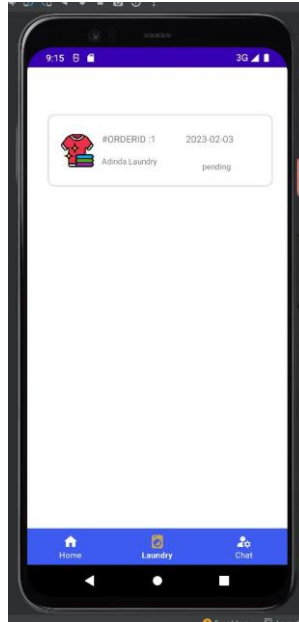 9:15
3G
#ORDERID :1
2023-02-03
Adinda Laundry
pending
Home
Laundry
Chat